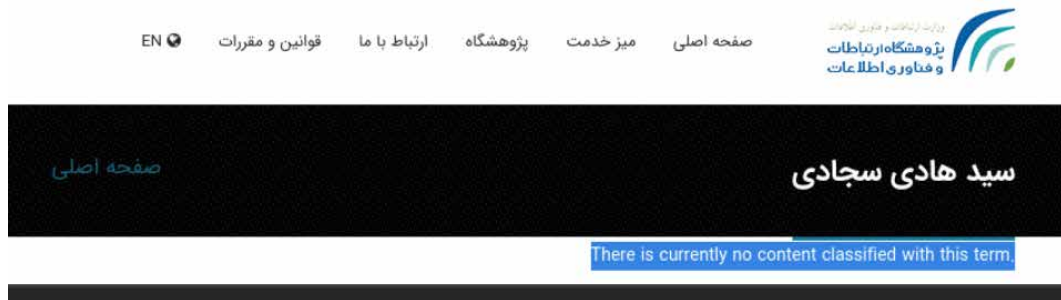 وزارت ارتباطات و فناوری اطلاعات
پژوهشگاه ارتباطات
و فناوری اطلاعات
صفحه اصلی
میز خدمت
پژوهشگاه
ارتباط با ما
قوانین و مقررات
EN
سید هادی سجادی
صفحه اصلی
There is currently no content classified with this term.